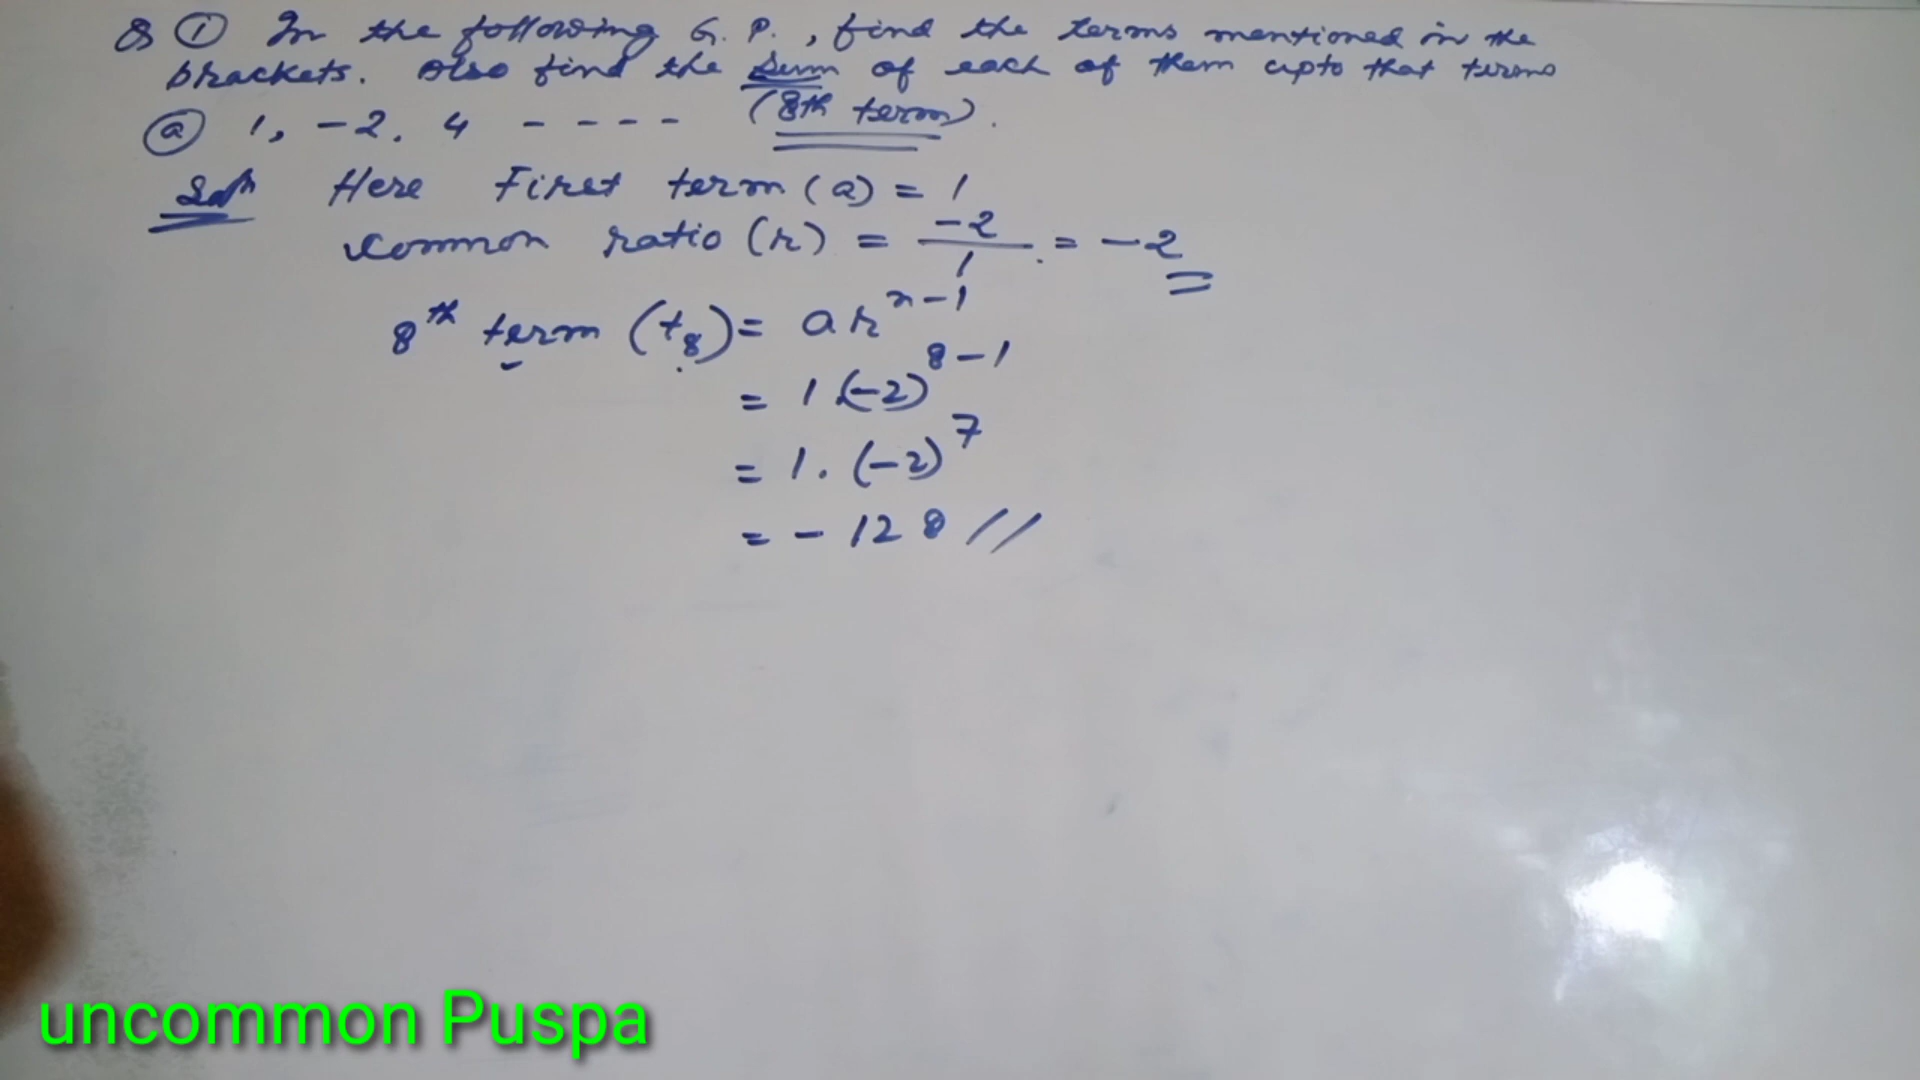 Q ① In the following G. P., find the terms mentioned in the
brackets. Also find the Sum of each of them upto that terms
ⓐ 1, -2, 4 - - - - (8th term).
Solⁿ Here First term (a) = 1
Common ratio (r) = -2/1 = -2
8th term (t₈) = ar^(n-1)
= 1.(-2)^(8-1)
= 1.(-2)^7
= -128 //
uncommon Puspa